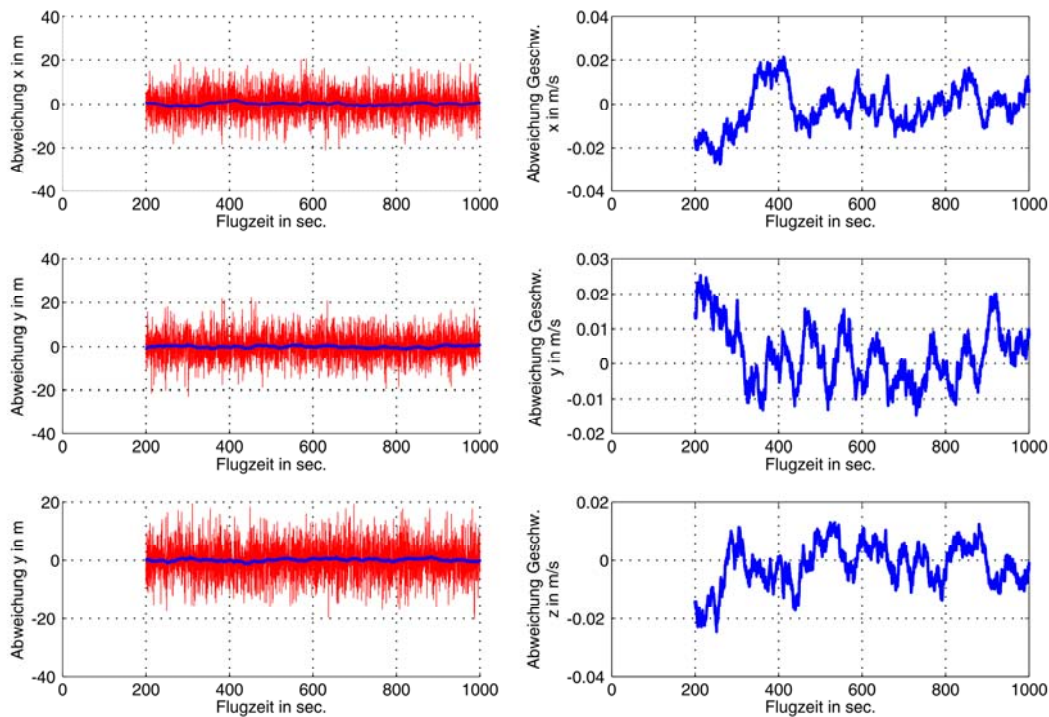 40
20
0
-20
-40
Abweichung x in m
0 200 400 600 800 1000
Flugzeit in sec.
0.04
0.02
0
-0.02
-0.04
Abweichung Geschw.
x in m/s
0 200 400 600 800 1000
Flugzeit in sec.
40
20
0
-20
-40
Abweichung y in m
0 200 400 600 800 1000
Flugzeit in sec.
0.03
0.02
0.01
0
-0.01
-0.02
Abweichung Geschw.
y in m/s
0 200 400 600 800 1000
Flugzeit in sec.
20
0
-20
-40
Abweichung y in m
0 200 400 600 800 1000
Flugzeit in sec.
0.02
0
-0.02
-0.04
Abweichung Geschw.
z in m/s
0 200 400 600 800 1000
Flugzeit in sec.